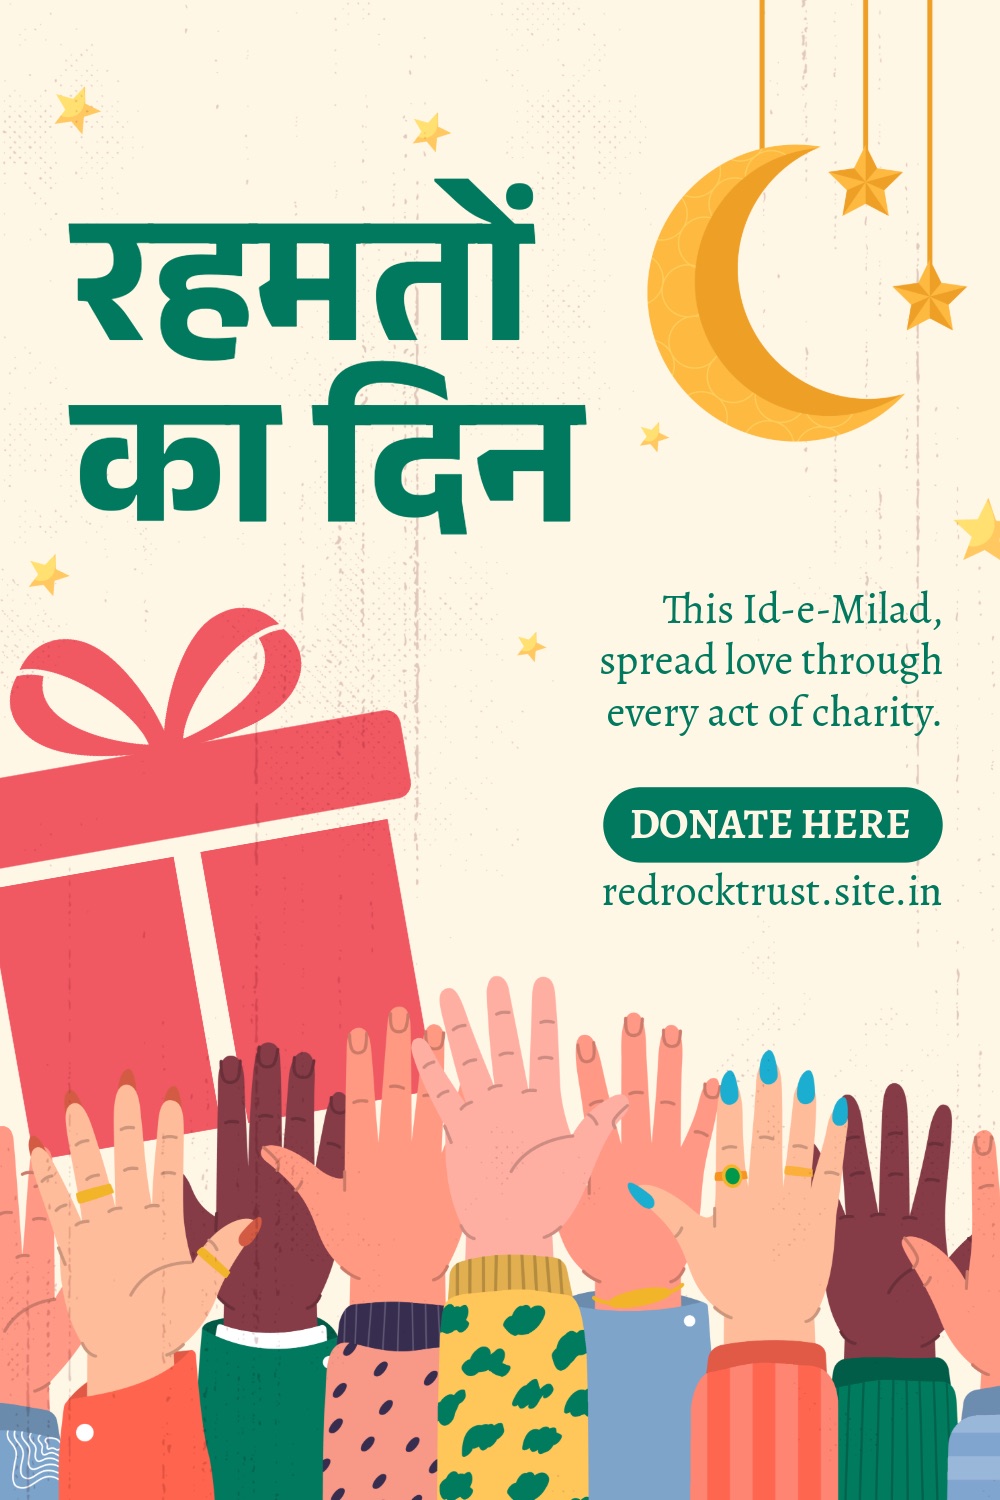 रहमतों
का दिन
This Id-e-Milad,
spread love through
every act of charity.
DONATE HERE
redrocktrust.site.in